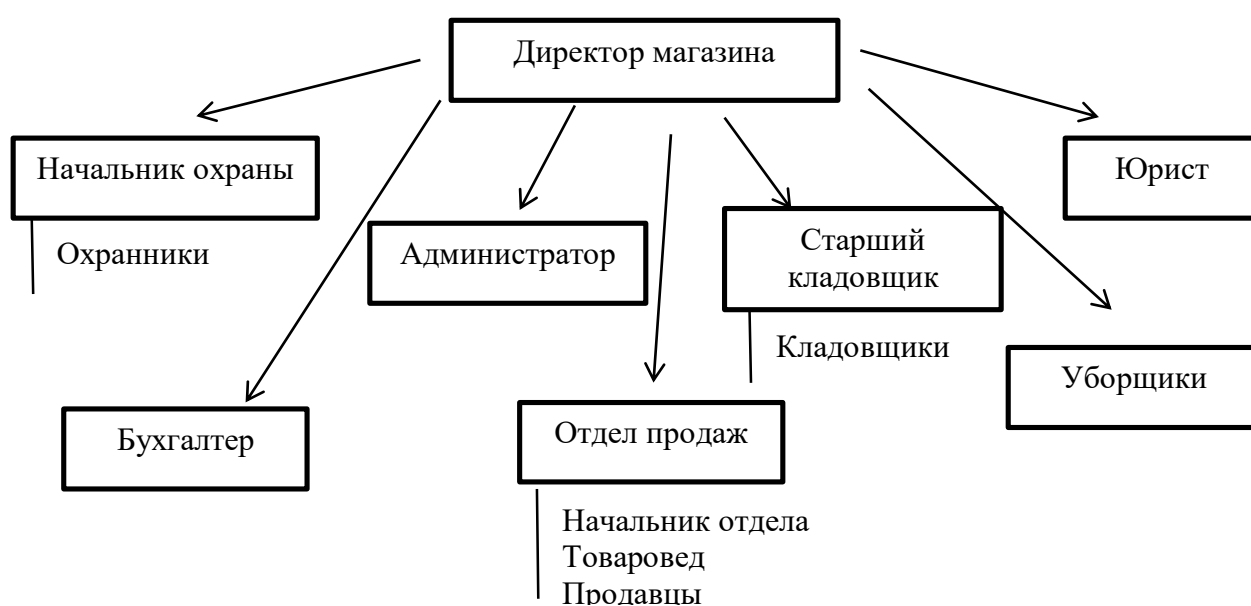 Директор магазина
Начальник охраны
Юрист
Охранники
Администратор
Старший
кладовщик
Кладовщики
Уборщики
Бухгалтер
Отдел продаж
Начальник отдела
Товаровед
Продавцы